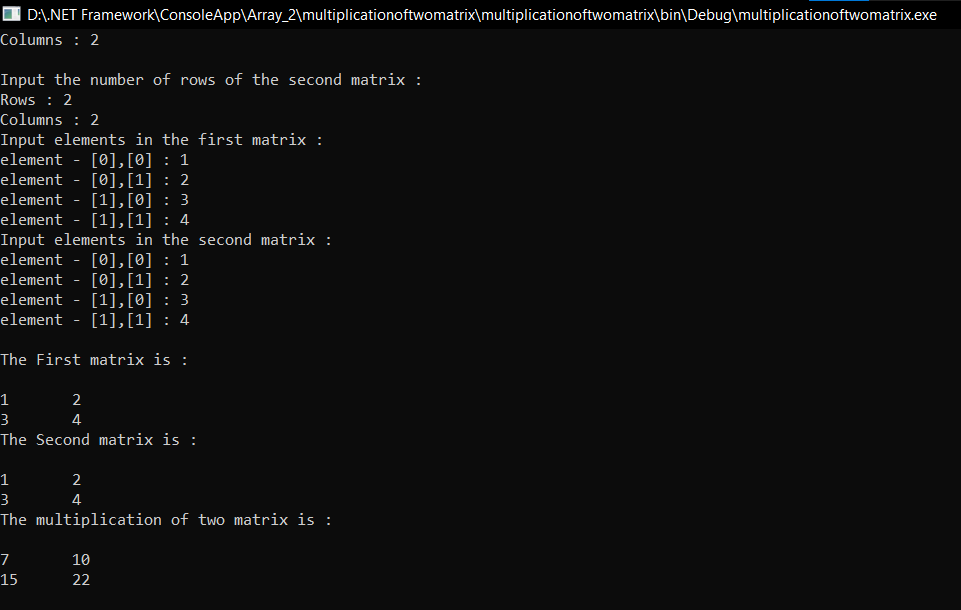 D:\.NET Framework\ConsoleApp\Array_2\multiplicationoftwomatrix\multiplicationoftwomatrix\bin\Debug\multiplicationoftwomatrix.exe
Columns : 2
Input the number of rows of the second matrix :
Rows : 2
Columns : 2
Input elements in the first matrix :
element - [0],[0] : 1
element - [0],[1] : 2
element - [1],[0] : 3
element - [1],[1] : 4
Input elements in the second matrix :
element - [0],[0] : 1
element - [0],[1] : 2
element - [1],[0] : 3
element - [1],[1] : 4
The First matrix is :
1 2
3 4
The Second matrix is :
1 2
3 4
The multiplication of two matrix is :
7 10
15 22